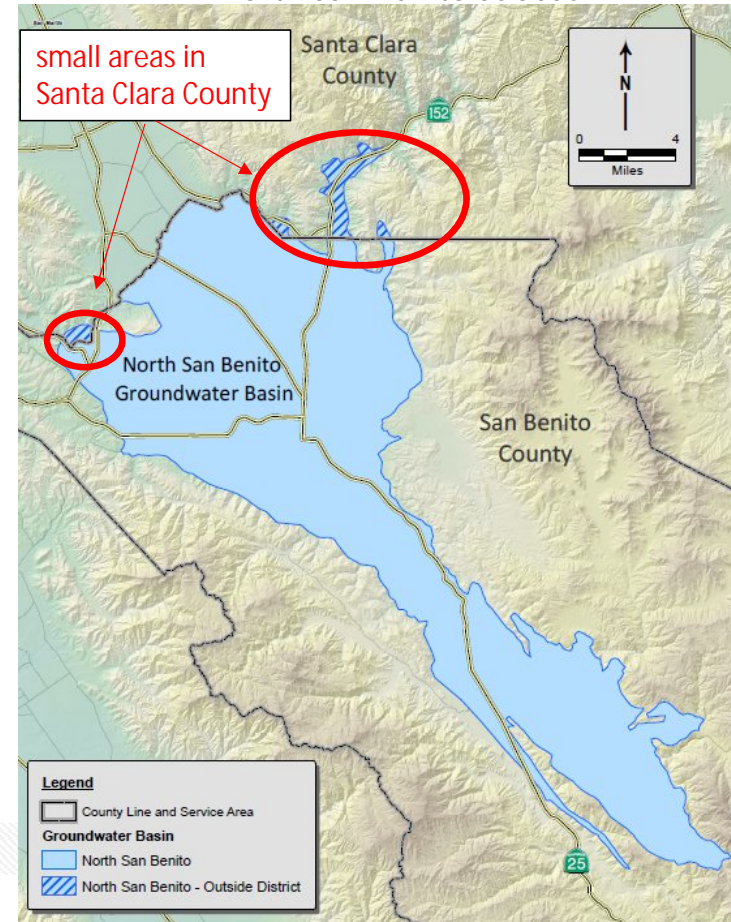 Santa Clara
County
small areas in
Santa Clara County
152
N
0 4
Miles
North San Benito
Groundwater Basin
San Benito
County
25
Legend
County Line and Service Area
Groundwater Basin
North San Benito
North San Benito - Outside District